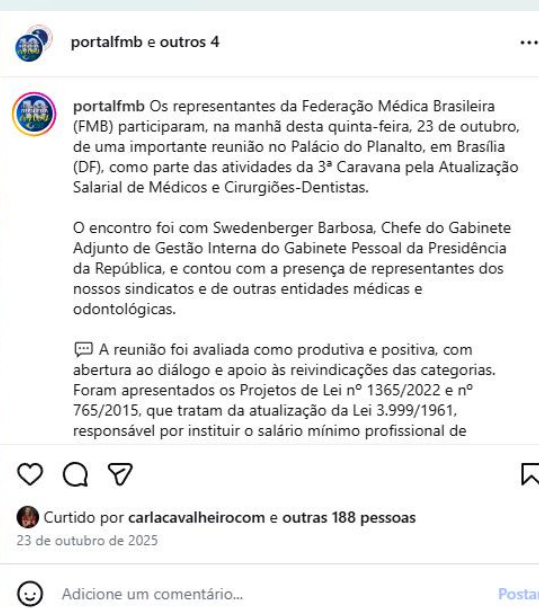 portalfmb e outros 4
portalfmb Os representantes da Federação Médica Brasileira
(FMB) participaram, na manhã desta quinta-feira, 23 de outubro,
de uma importante reunião no Palácio do Planalto, em Brasília
(DF), como parte das atividades da 3ª Caravana pela Atualização
Salarial de Médicos e Cirurgiões-Dentistas.
O encontro foi com Swedenberger Barbosa, Chefe do Gabinete
Adjunto de Gestão Interna do Gabinete Pessoal da Presidência
da República, e contou com a presença de representantes dos
nossos sindicatos e de outras entidades médicas e
odontológicas.
A reunião foi avaliada como produtiva e positiva, com
abertura ao diálogo e apoio às reivindicações das categorias.
Foram apresentados os Projetos de Lei nº 1365/2022 e nº
765/2015, que tratam da atualização da Lei 3.999/1961,
responsável por instituir o salário mínimo profissional de
Curtido por carlacavalheirocom e outras 188 pessoas
23 de outubro de 2025
Adicione um comentário...
Postar